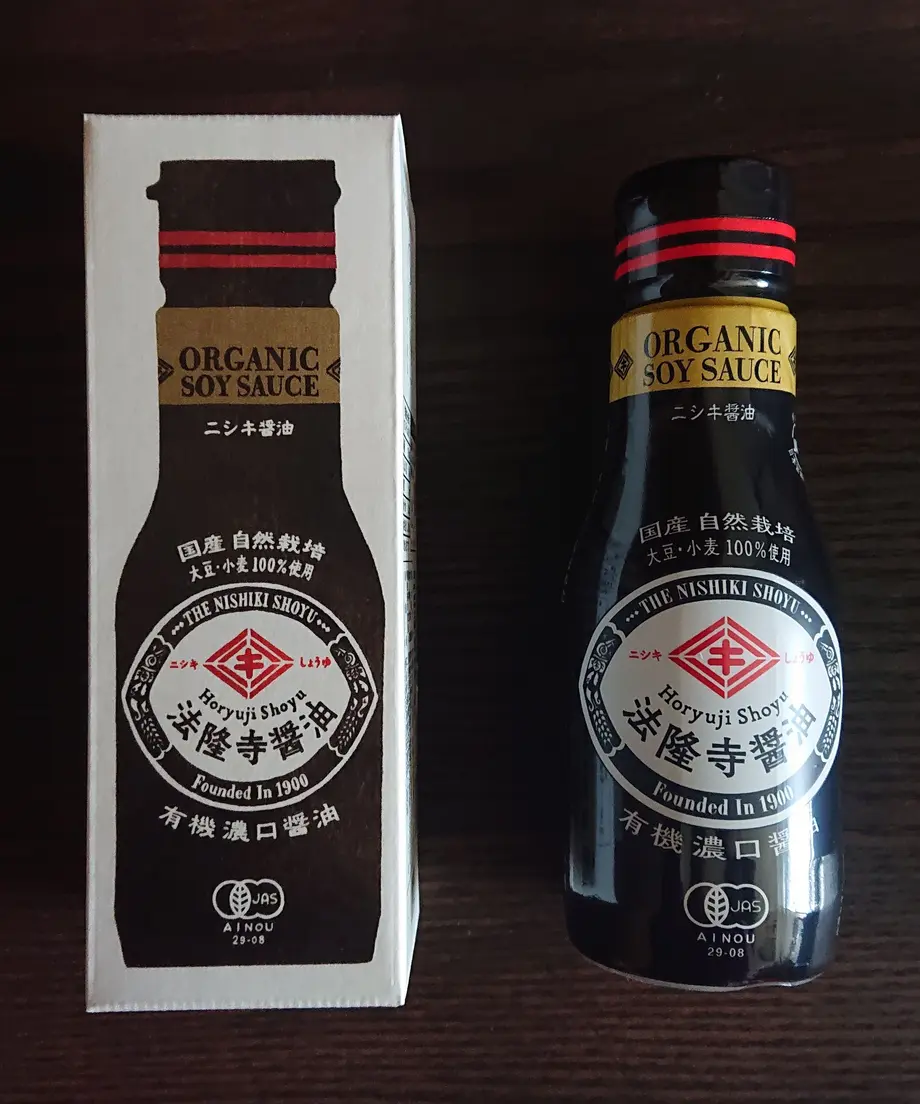 ORGANIC
SOY SAUCE
ニシキ醤油
国産 自然栽培
大豆・小麦 100%使用
THE NISHIKI SHOYU
ニシキ
キ
しょうゆ
Horyuji Shoyu
法隆寺醤油
Founded In 1900
有機濃口醤油
JAS
AINOU
29-08
ORGANIC
SOY SAUCE
ニシキ醤油
国産 自然栽培
大豆・小麦 100%使用
THE NISHIKI SHOYU
ニシキ
キ
しょうゆ
Horyuji Shoyu
法隆寺醤油
Founded In 1900
有機濃口醤油
JAS
AINOU
29-08